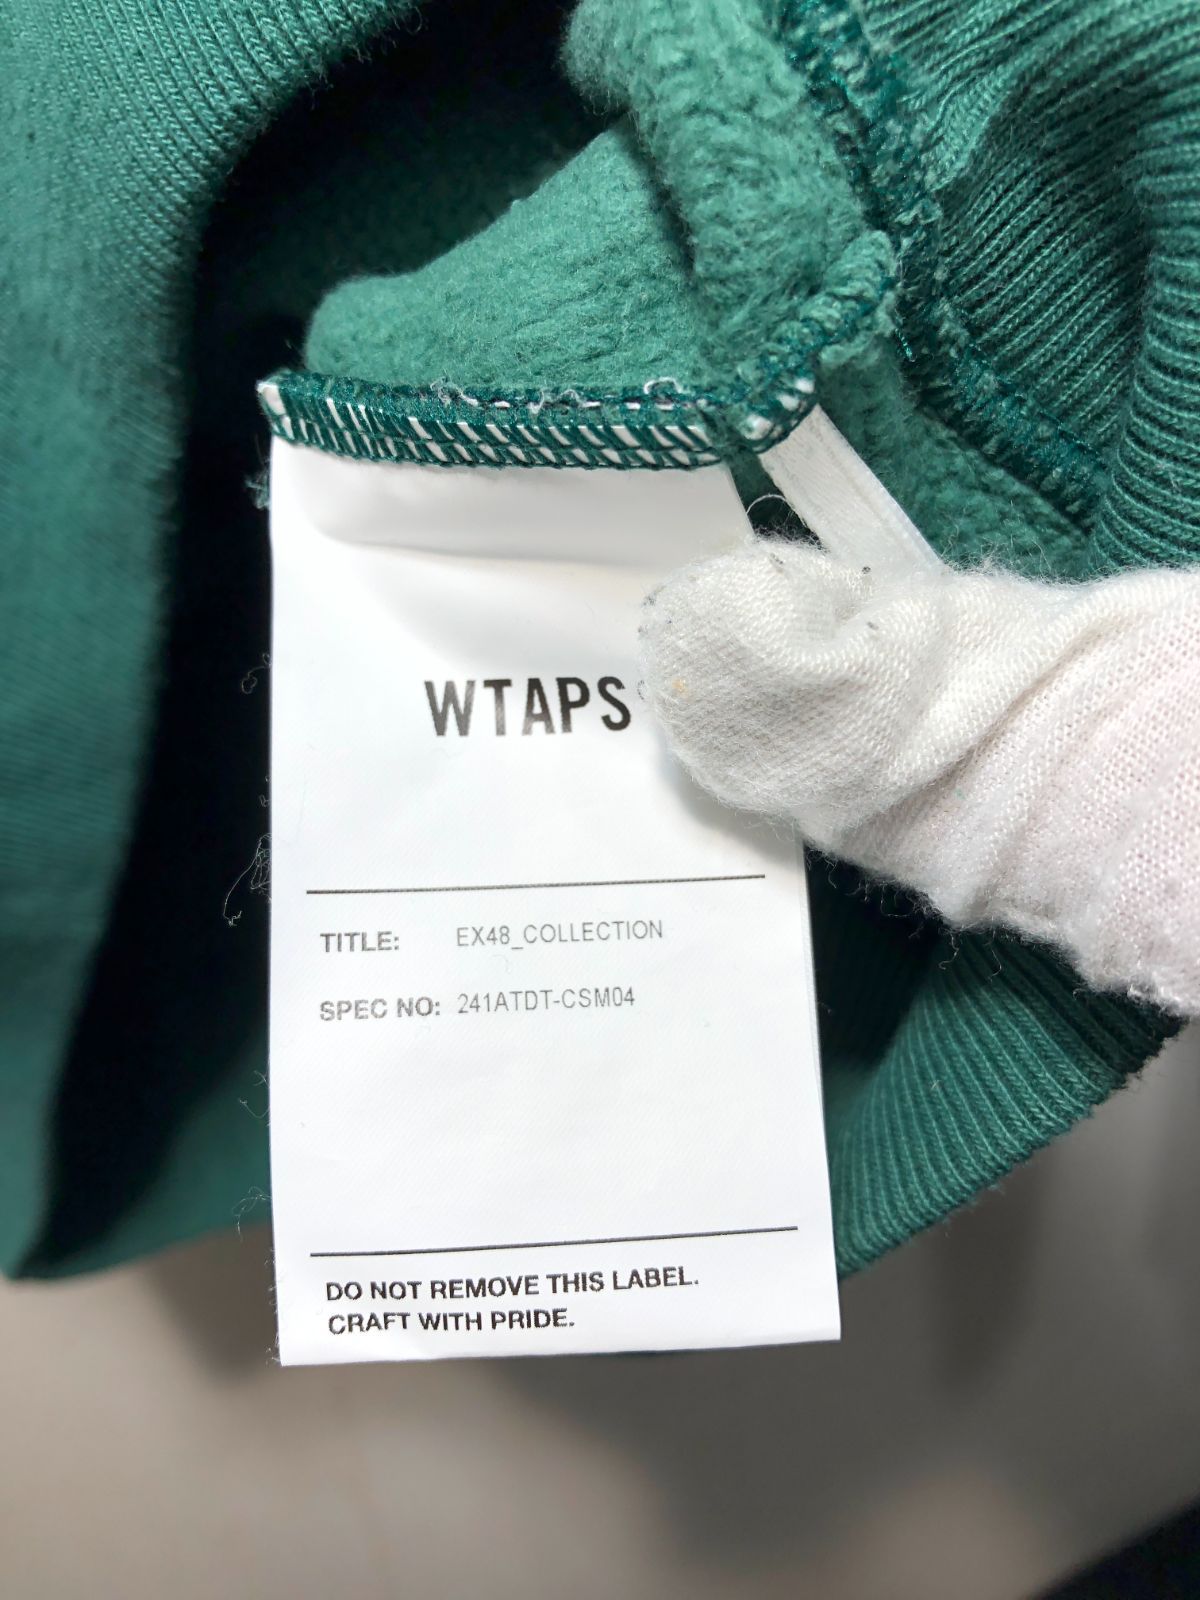 WTAPS
TITLE: EX48_COLLECTION
SPEC NO: 241ATDT-CSM04
DO NOT REMOVE THIS LABEL.
CRAFT WITH PRIDE.